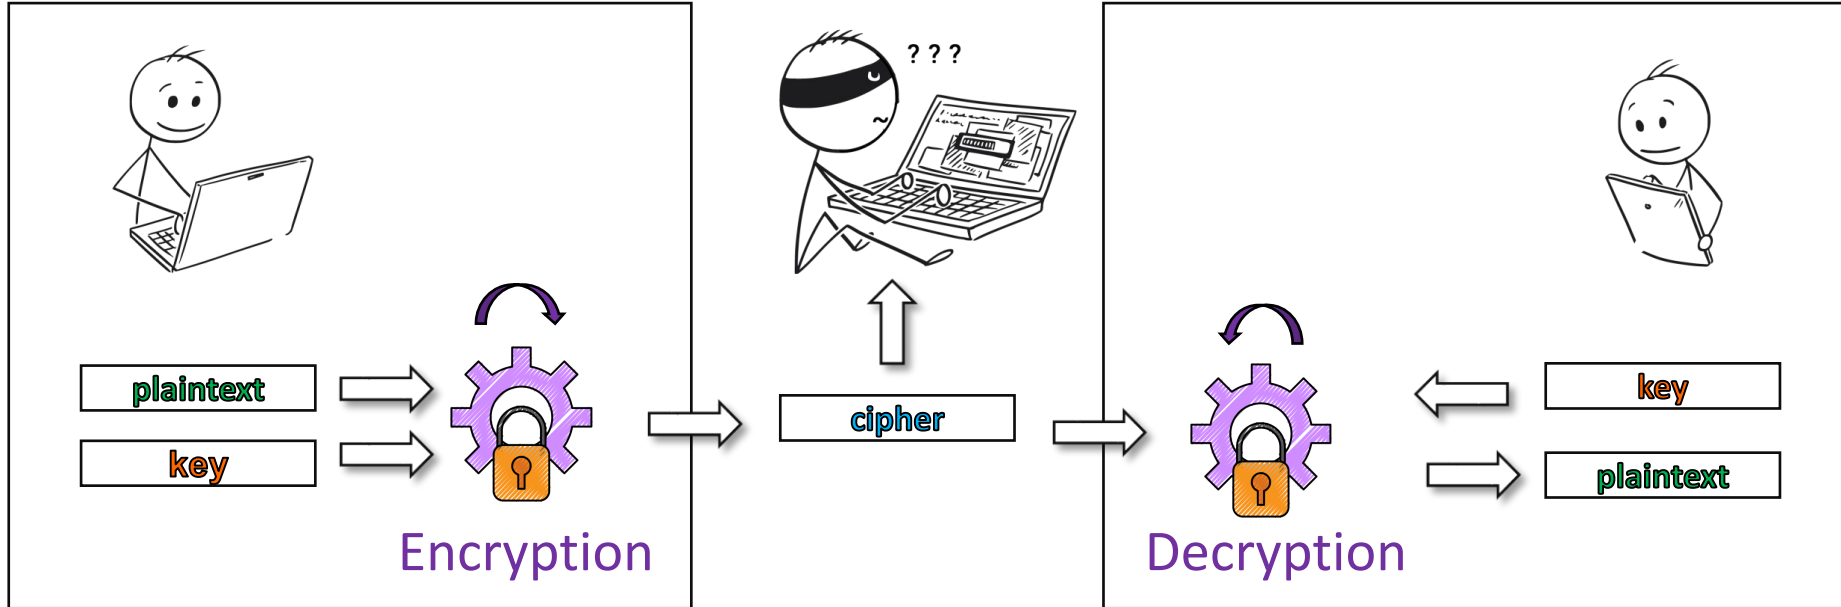 ? ? ?
plaintext
key
cipher
key
plaintext
Encryption
Decryption